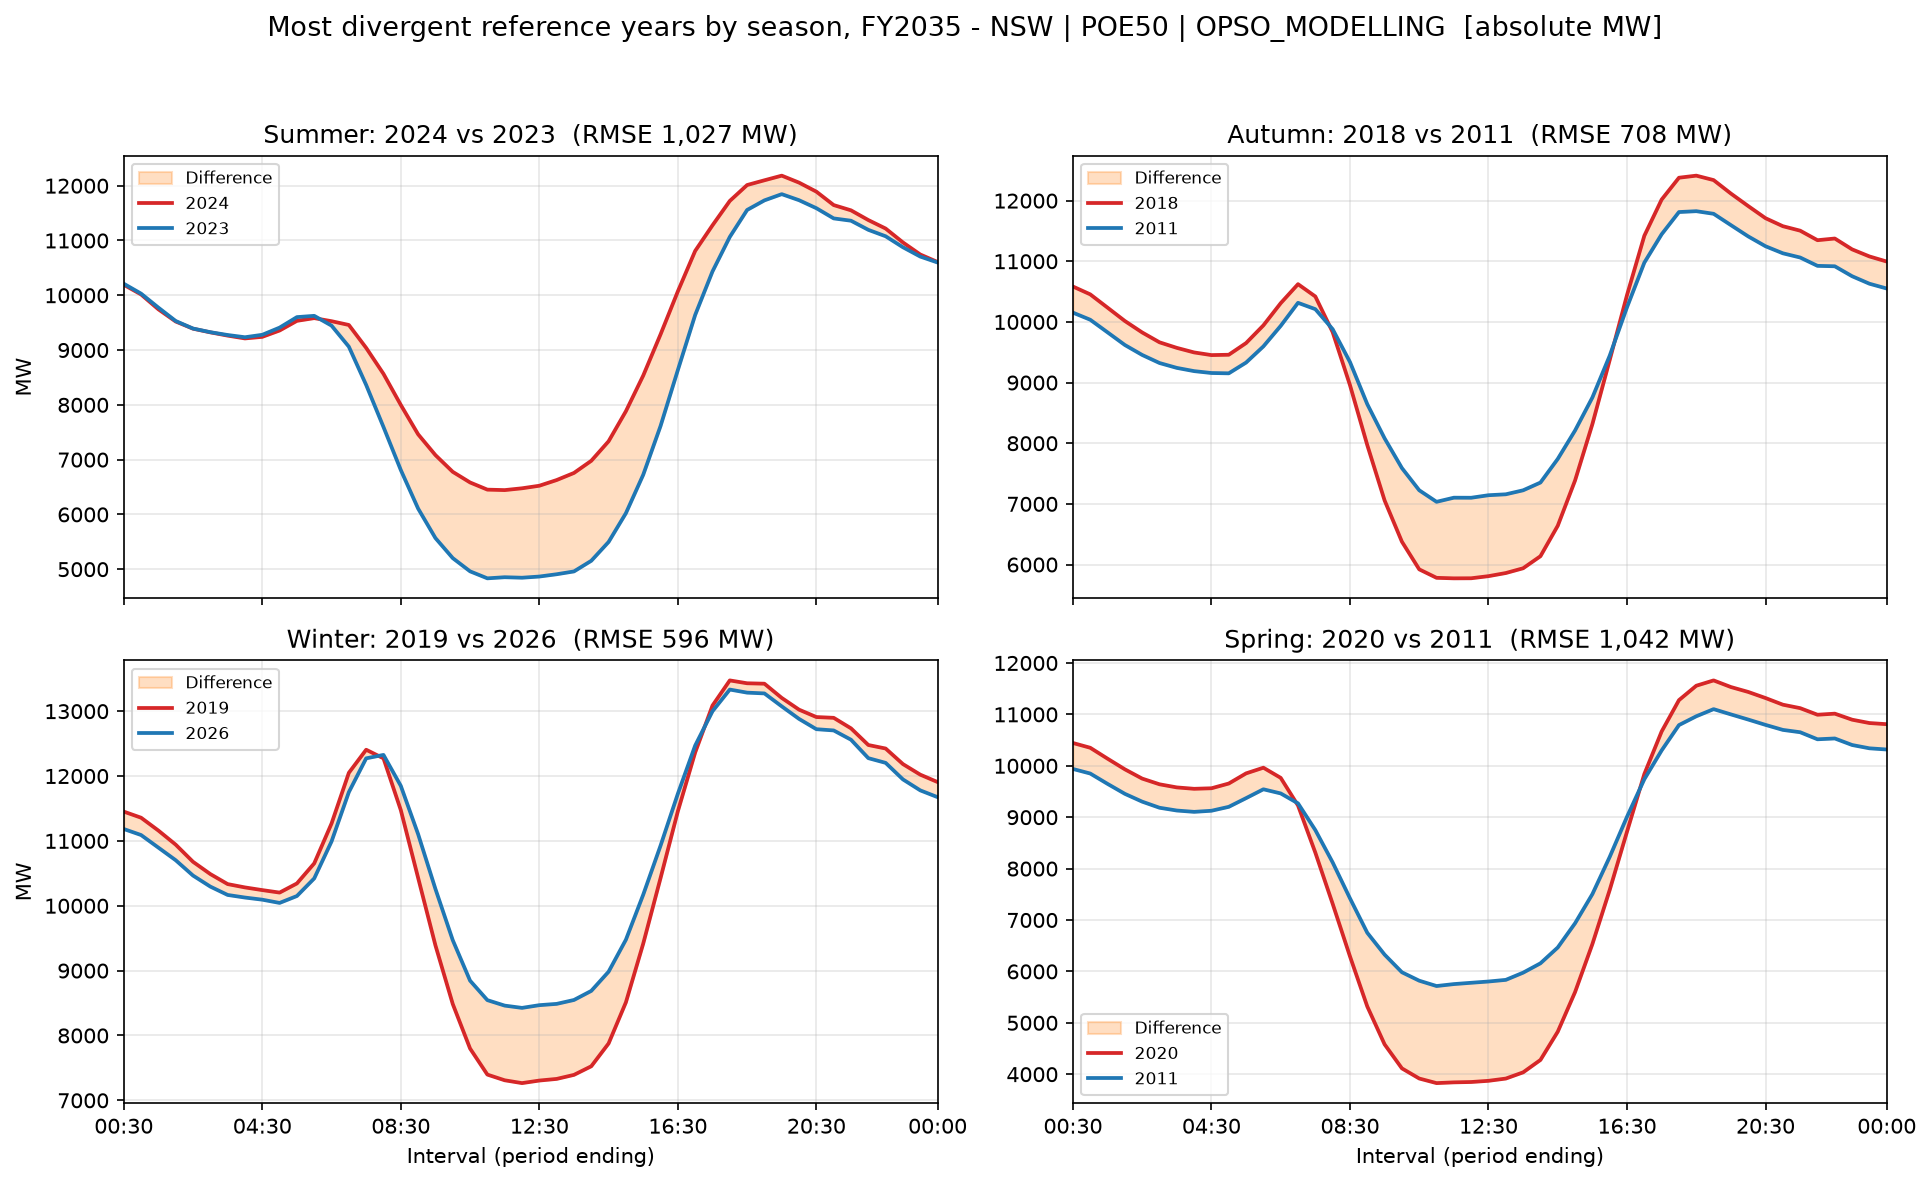 Most divergent reference years by season, FY2035 - NSW | POE50 | OPSO_MODELLING  [absolute MW]
Summer: 2024 vs 2023  (RMSE 1,027 MW)
Difference
2024
2023
12000
11000
10000
9000
8000
7000
6000
5000
MW
Autumn: 2018 vs 2011  (RMSE 708 MW)
Difference
2018
2011
12000
11000
10000
9000
8000
7000
6000
Winter: 2019 vs 2026  (RMSE 596 MW)
Difference
2019
2026
13000
12000
11000
10000
9000
8000
7000
MW
00:30 04:30 08:30 12:30 16:30 20:30 00:00
Interval (period ending)
Spring: 2020 vs 2011  (RMSE 1,042 MW)
12000
11000
10000
9000
8000
7000
6000
5000
4000
Difference
2020
2011
00:30 04:30 08:30 12:30 16:30 20:30 00:00
Interval (period ending)